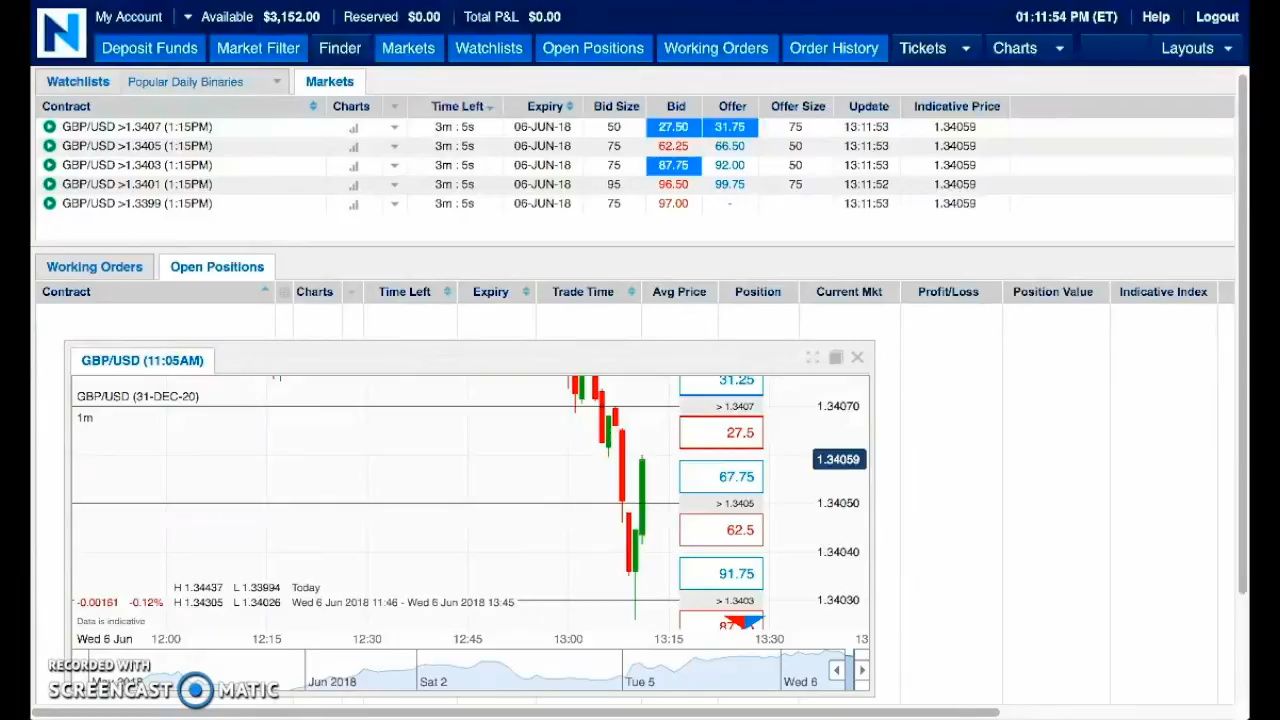 N
My Account Available $3,152.00 Reserved $0.00 Total P&L $0.00 01:11:54 PM (ET) Help Logout
Deposit Funds Market Filter Finder Markets Watchlists Open Positions Working Orders Order History Tickets Charts Layouts
Watchlists Popular Daily Binaries Markets
Contract Charts Time Left Expiry Bid Size Bid Offer Offer Size Update Indicative Price
GBP/USD >1.3407 (1:15PM) 3m : 5s 06-JUN-18 50 27.50 31.75 75 13:11:53 1.34059
GBP/USD >1.3405 (1:15PM) 3m : 5s 06-JUN-18 75 62.25 66.50 50 13:11:53 1.34059
GBP/USD >1.3403 (1:15PM) 3m : 5s 06-JUN-18 75 87.75 92.00 50 13:11:53 1.34059
GBP/USD >1.3401 (1:15PM) 3m : 5s 06-JUN-18 95 96.50 99.75 75 13:11:52 1.34059
GBP/USD >1.3399 (1:15PM) 3m : 5s 06-JUN-18 75 97.00 - 13:11:53 1.34059
Working Orders Open Positions
Contract Charts Time Left Expiry Trade Time Avg Price Position Current Mkt Profit/Loss Position Value Indicative Index
GBP/USD (11:05AM)
31.25
GBP/USD (31-DEC-20)
> 1.3407 1.34070
1m
27.5
1.34059
67.75
> 1.3405 1.34050
62.5
1.34040
91.75
H 1.34437 L 1.33994 Today
-0.00161 -0.12% H 1.34305 L 1.34026 Wed 6 Jun 2018 11:46 - Wed 6 Jun 2018 13:45 > 1.3403 1.34030
Data is indicative
Wed 6 Jun 12:00 12:15 12:30 12:45 13:00 13:15 13:30 13
RECORDED WITH
Jun 2018 Sat 2 Tue 5 Wed 6
SCREENCAST MATIC